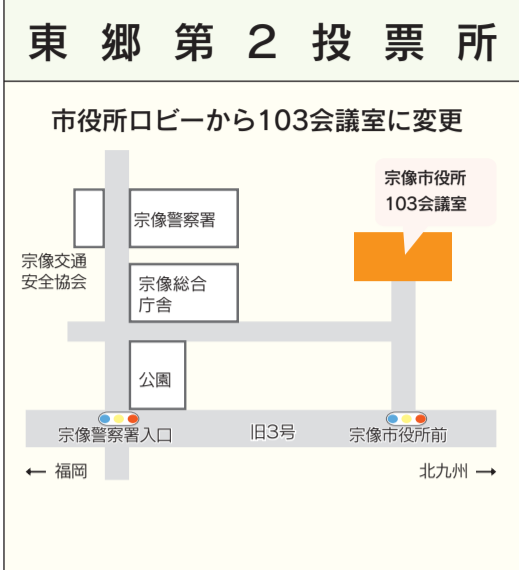 東郷第２投票所
市役所ロビーから103会議室に変更
宗像市役所
103会議室
宗像警察署
宗像交通
安全協会
宗像総合
庁舎
公園
宗像警察署入口
旧3号
宗像市役所前
← 福岡
北九州 →